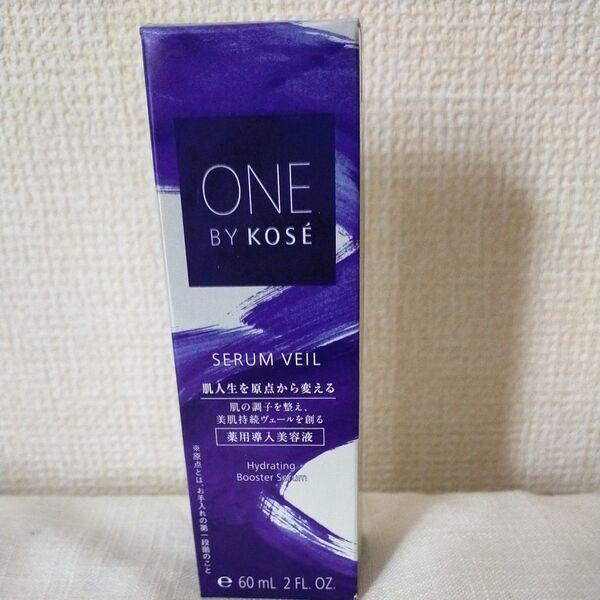 ONE
BY KOSÉ
SERUM VEIL
肌人生を原点から変える
肌の調子を整え、
美肌持続ヴェールを創る
薬用導入美容液
Hydrating
Booster Serum
※原点とは、お手入れの第一段階のこと
℮ 60 mL 2 FL. OZ.